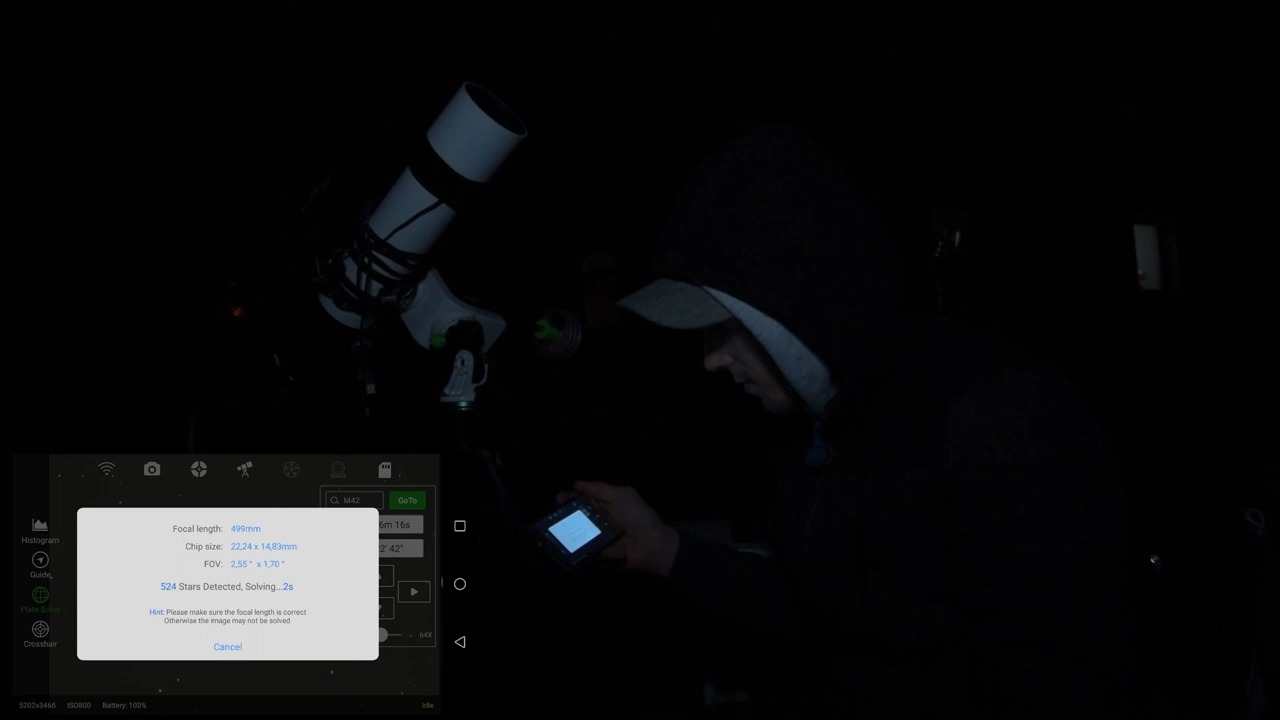 M42
GoTo
6m 16s
2' 42"
Histogram
Guide
Plate Solve
Crosshair
Focal length: 499mm
Chip size: 22,24 x 14,83mm
FOV: 2,55 ° x 1,70 °
524 Stars Detected, Solving...2s
Hint: Please make sure the focal length is correct
Otherwise the image may not be solved
Cancel
64X
5202x3465 ISO800 Battery: 100% Idle